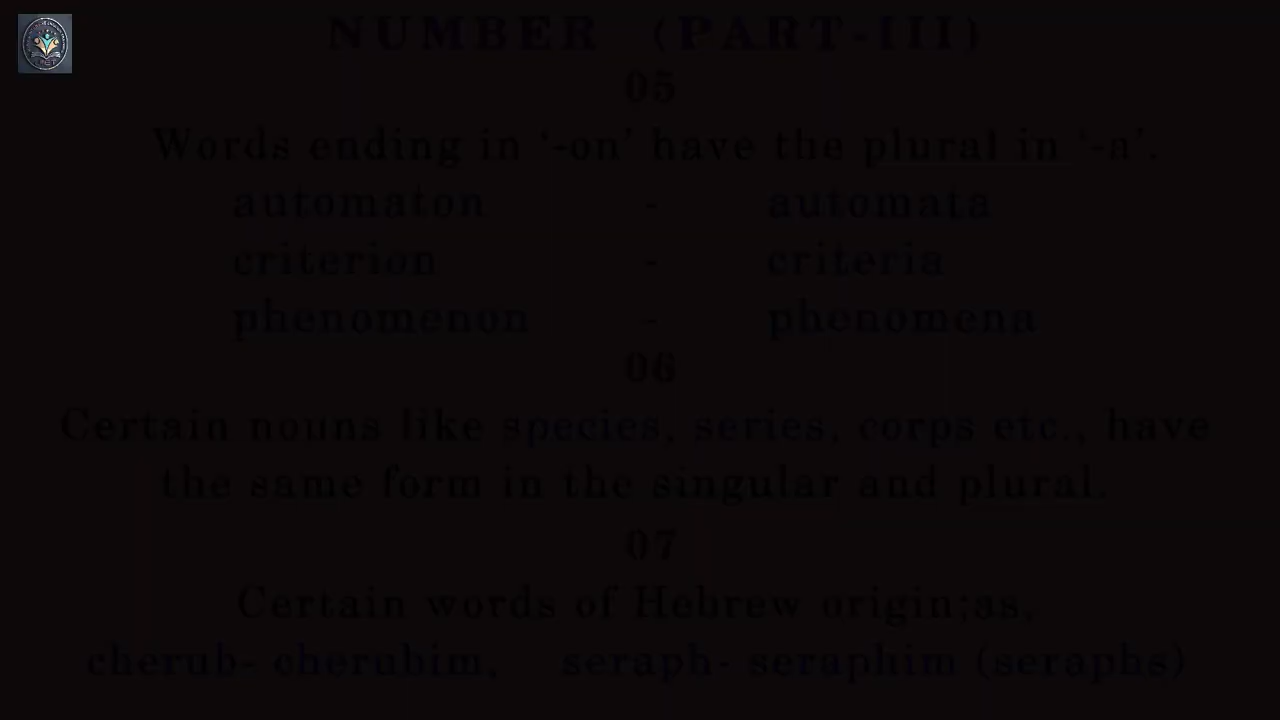 NUMBER (PART-III)
05
Words ending in ‘-on’ have the plural in ‘-a’.
automaton - automata
criterion - criteria
phenomenon - phenomena
06
Certain nouns like species, series, corps etc., have
the same form in the singular and plural.
07
Certain words of Hebrew origin;as,
cherub- cherubim, seraph- seraphim (seraphs)